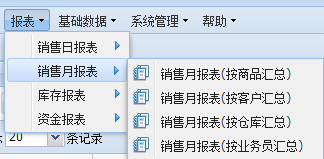 报表 基础数据 系统管理 帮助
销售日报表
销售月报表
库存报表
资金报表
销售月报表(按商品汇总)
销售月报表(按客户汇总)
销售月报表(按仓库汇总)
销售月报表(按业务员汇总)
20 条记录